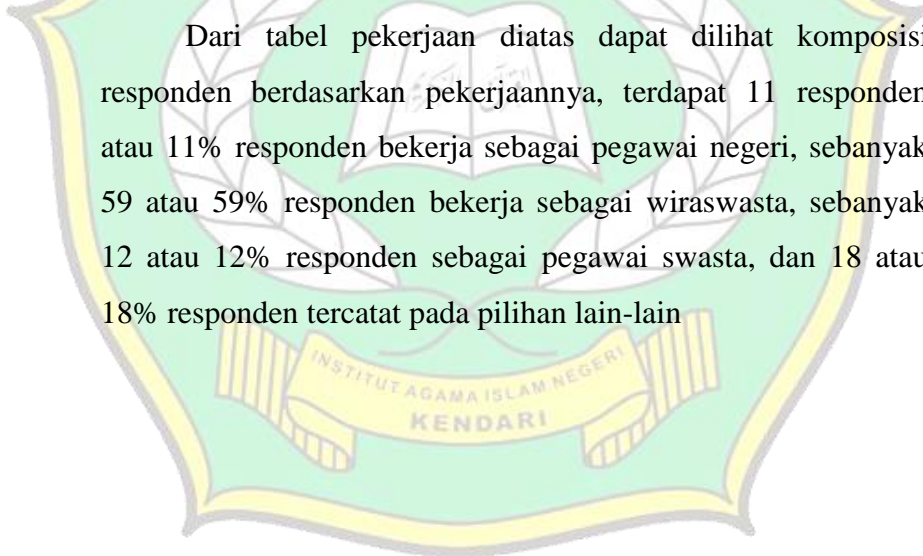 Dari tabel pekerjaan diatas dapat dilihat komposisi
responden berdasarkan pekerjaannya, terdapat 11 responden
atau 11% responden bekerja sebagai pegawai negeri, sebanyak
59 atau 59% responden bekerja sebagai wiraswasta, sebanyak
12 atau 12% responden sebagai pegawai swasta, dan 18 atau
18% responden tercatat pada pilihan lain-lain
INSTITUT AGAMA ISLAM NEGERI
KENDARI